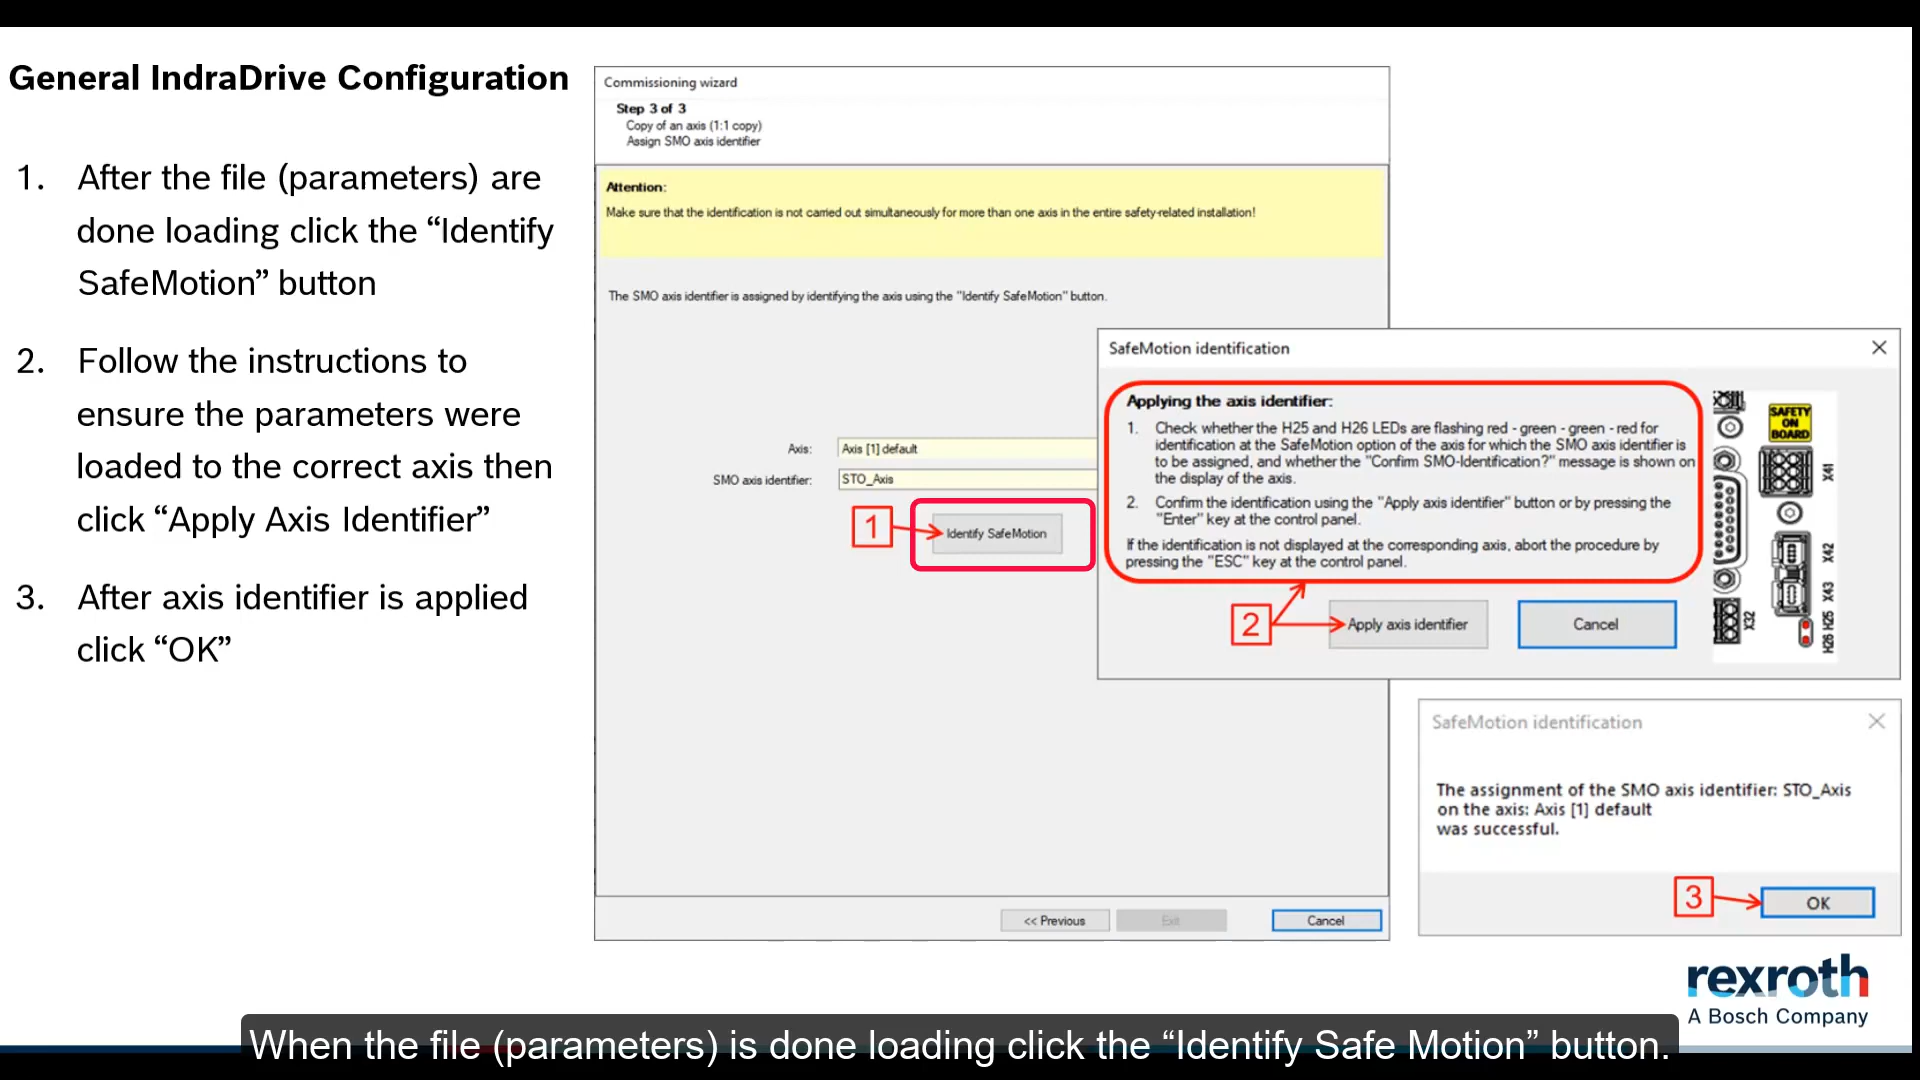 General IndraDrive Configuration
1. After the file (parameters) are
done loading click the “Identify
SafeMotion” button
2. Follow the instructions to
ensure the parameters were
loaded to the correct axis then
click “Apply Axis Identifier”
3. After axis identifier is applied
click “OK”
Commissioning wizard
Step 3 of 3
Copy of an axis (1:1 copy)
Assign SMO axis identifier
Attention:
Make sure that the identification is not carried out simultaneously for more than one axis in the entire safety-related installation!
The SMO axis identifier is assigned by identifying the axis using the "Identify SafeMotion" button.
Axis: Axis [1] default
SMO axis identifier: STO_Axis
1 Identify SafeMotion
<< Previous Exit Cancel
SafeMotion identification
Applying the axis identifier:
1. Check whether the H25 and H26 LEDs are flashing red - green - green - red for
identification at the SafeMotion option of the axis for which the SMO axis identifier is
to be assigned, and whether the "Confirm SMO-Identification?" message is shown on
the display of the axis.
2. Confirm the identification using the "Apply axis identifier" button or by pressing the
"Enter" key at the control panel.
If the identification is not displayed at the corresponding axis, abort the procedure by
pressing the "ESC" key at the control panel.
2 Apply axis identifier Cancel
SAFETY
ON
BOARD
X41
X42
X43
X32
H26 H25
SafeMotion identification
The assignment of the SMO axis identifier: STO_Axis
on the axis: Axis [1] default
was successful.
3 OK
rexroth
A Bosch Company
When the file (parameters) is done loading click the “Identify Safe Motion” button.